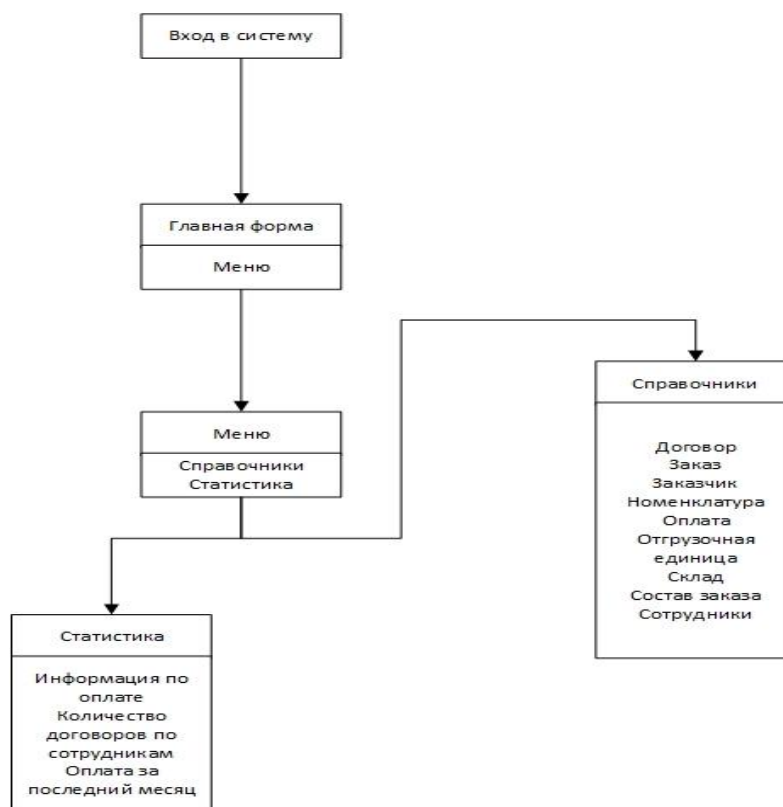 Вход в систему
Главная форма
Меню
Меню
Справочники
Статистика
Справочники
Договор
Заказ
Заказчик
Номенклатура
Оплата
Отгрузочная
единица
Склад
Состав заказа
Сотрудники
Статистика
Информация по
оплате
Количество
договоров по
сотрудникам
Оплата за
последний месяц